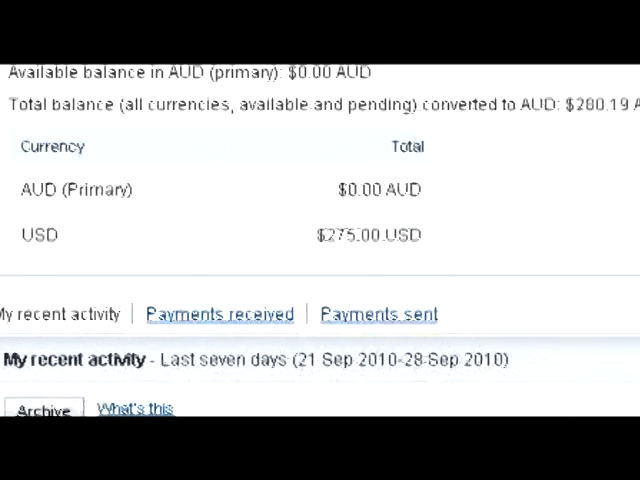 Available balance in AUD (primary): $0.00 AUD
Total balance (all currencies, available and pending) converted to AUD: $280.19 A
Currency Total
AUD (Primary) $0.00 AUD
USD $275.00 USD
My recent activity | Payments received | Payments sent
My recent activity - Last seven days (21 Sep 2010-28 Sep 2010)
Archive What's this